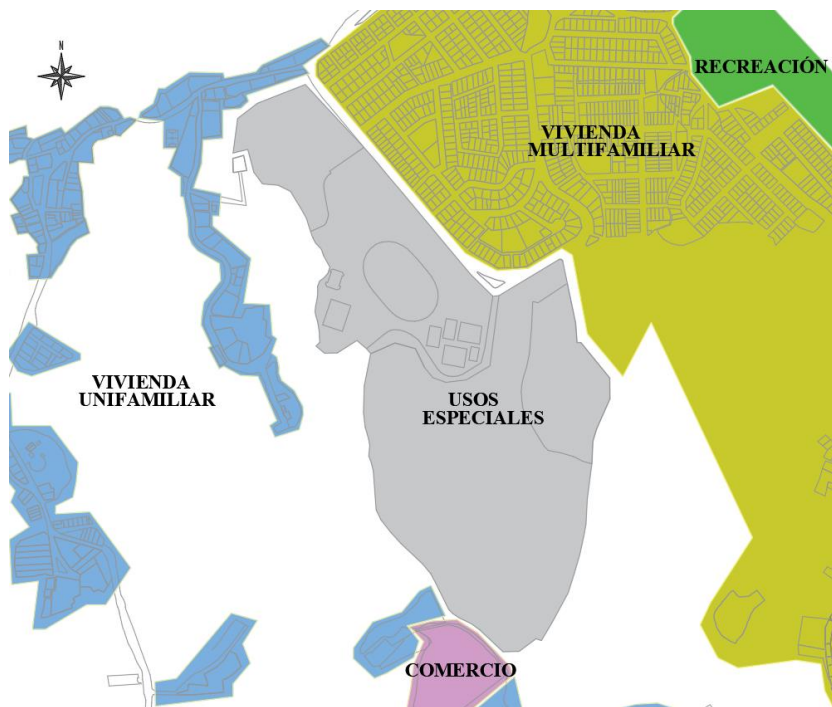 N
RECREACIÓN
VIVIENDA
MULTIFAMILIAR
VIVIENDA
UNIFAMILIAR
USOS
ESPECIALES
COMERCIO